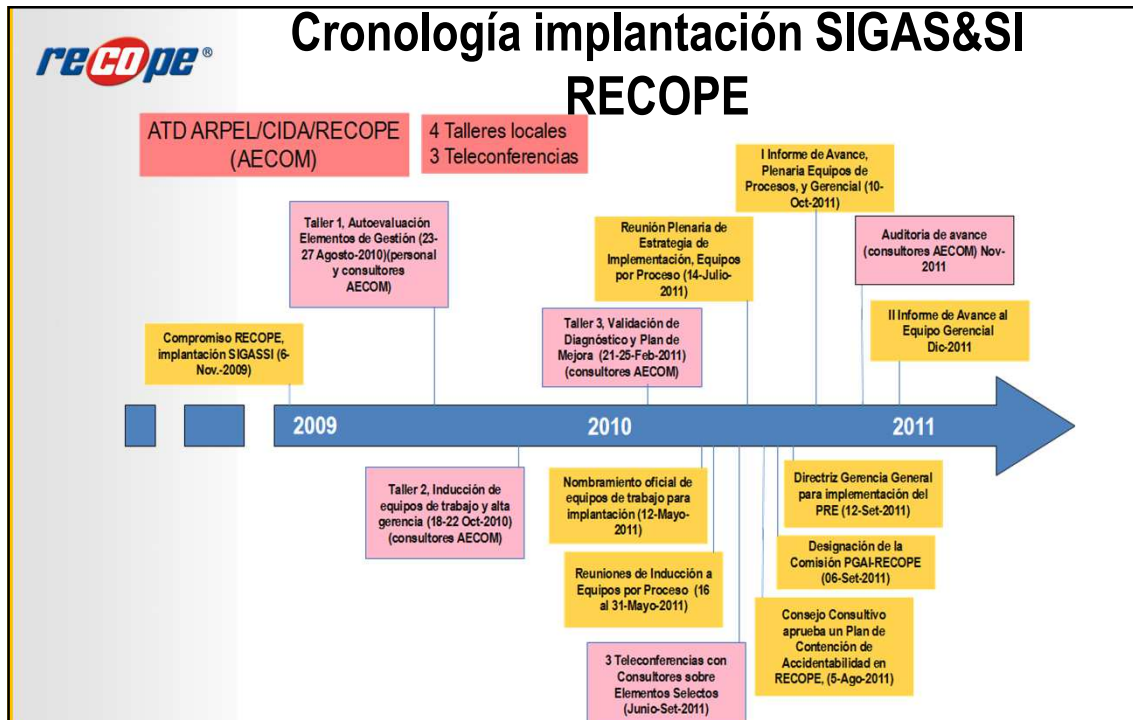 Cronología implantación SIGAS&SI
RECOPE
recope®
ATD ARPEL/CIDA/RECOPE
(AECOM)
4 Talleres locales
3 Teleconferencias
I Informe de Avance,
Plenaria Equipos de
Procesos, y Gerencial (10-
Oct-2011)
Taller 1, Autoevaluación
Elementos de Gestión (23-
27 Agosto-2010)(personal
y consultores
AECOM)
Reunión Plenaria de
Estrategia de
Implementación, Equipos
por Proceso (14-Julio-
2011)
Auditoria de avance
(consultores AECOM) Nov-
2011
Compromiso RECOPE,
implantación SIGASSI (6-
Nov.-2009)
Taller 3, Validación de
Diagnóstico y Plan de
Mejora (21-25-Feb-2011)
(consultores AECOM)
II Informe de Avance al
Equipo Gerencial
Dic-2011
2009
2010
2011
Taller 2, Inducción de
equipos de trabajo y alta
gerencia (18-22 Oct-2010)
(consultores AECOM)
Nombramiento oficial de
equipos de trabajo para
implantación (12-Mayo-
2011)
Directriz Gerencia General
para implementación del
PRE (12-Set-2011)
Reuniones de Inducción a
Equipos por Proceso (16
al 31-Mayo-2011)
Designación de la
Comisión PGAI-RECOPE
(06-Set-2011)
3 Teleconferencias con
Consultores sobre
Elementos Selectos
(Junio-Set-2011)
Consejo Consultivo
aprueba un Plan de
Contención de
Accidentabilidad en
RECOPE, (5-Ago-2011)